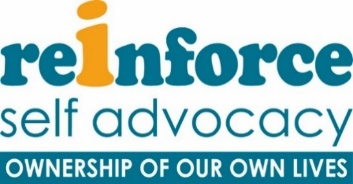 reinforce
self advocacy
OWNERSHIP OF OUR OWN LIVES